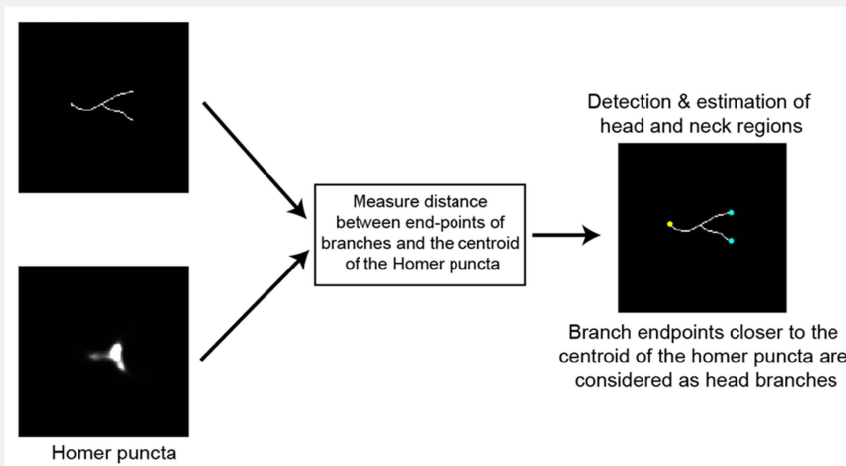 Homer puncta
Measure distance
between end-points of
branches and the centroid
of the Homer puncta
Detection & estimation of
head and neck regions
Branch endpoints closer to the
centroid of the homer puncta are
considered as head branches